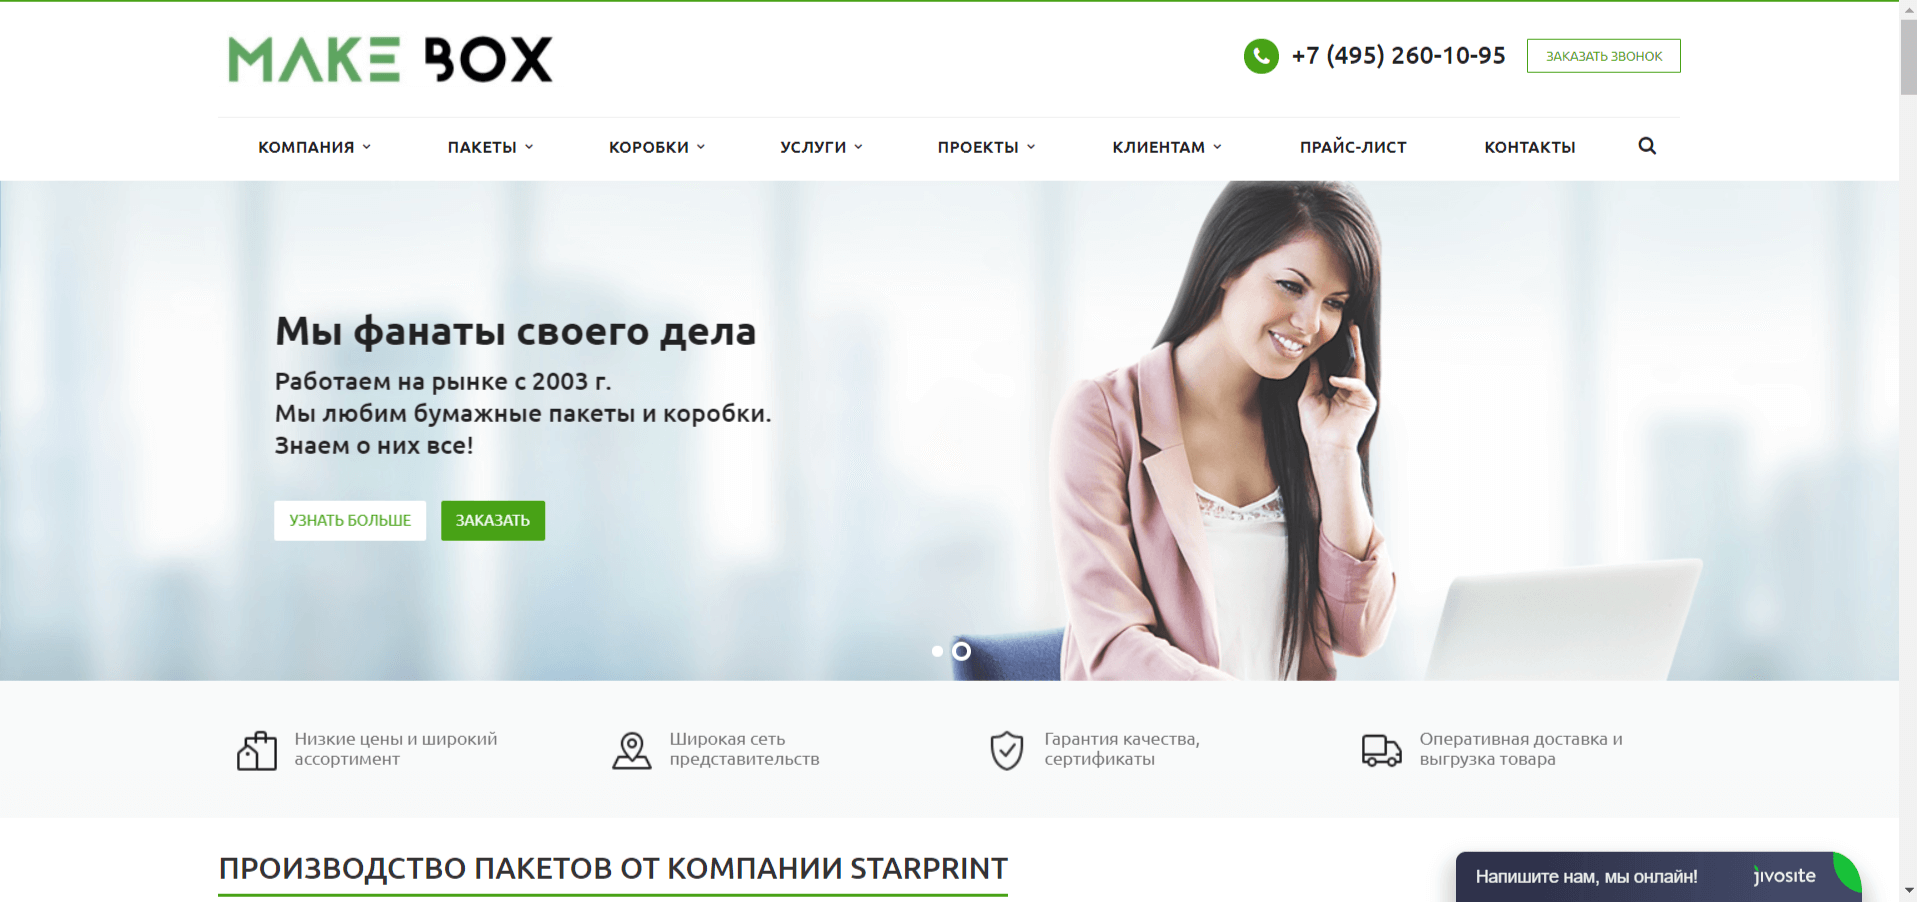 MAKE BOX
+7 (495) 260-10-95
ЗАКАЗАТЬ ЗВОНОК
КОМПАНИЯ
ПАКЕТЫ
КОРОБКИ
УСЛУГИ
ПРОЕКТЫ
КЛИЕНТАМ
ПРАЙС-ЛИСТ
КОНТАКТЫ
Мы фанаты своего дела
Работаем на рынке с 2003 г.
Мы любим бумажные пакеты и коробки.
Знаем о них все!
УЗНАТЬ БОЛЬШЕ
ЗАКАЗАТЬ
Низкие цены и широкий
ассортимент
Широкая сеть
представительств
Гарантия качества,
сертификаты
Оперативная доставка и
выгрузка товара
ПРОИЗВОДСТВО ПАКЕТОВ ОТ КОМПАНИИ STARPRINT
Напишите нам, мы онлайн!
jivosite